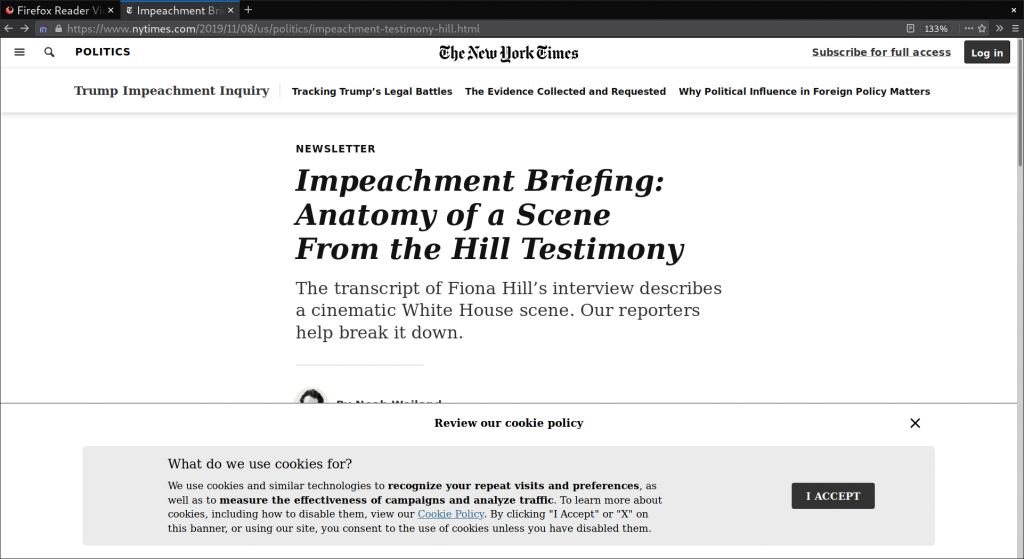 Firefox Reader Vi
Impeachment Bri
https://www.nytimes.com/2019/11/08/us/politics/impeachment-testimony-hill.html
133%
POLITICS
The New York Times
Subscribe for full access
Log in
Trump Impeachment Inquiry
Tracking Trump’s Legal Battles
The Evidence Collected and Requested
Why Political Influence in Foreign Policy Matters
NEWSLETTER
Impeachment Briefing:
Anatomy of a Scene
From the Hill Testimony
The transcript of Fiona Hill’s interview describes
a cinematic White House scene. Our reporters
help break it down.
By Noah Weiland
Review our cookie policy
What do we use cookies for?
We use cookies and similar technologies to recognize your repeat visits and preferences, as
well as to measure the effectiveness of campaigns and analyze traffic. To learn more about
cookies, including how to disable them, view our Cookie Policy. By clicking "I Accept" or "X" on
this banner, or using our site, you consent to the use of cookies unless you have disabled them.
I ACCEPT